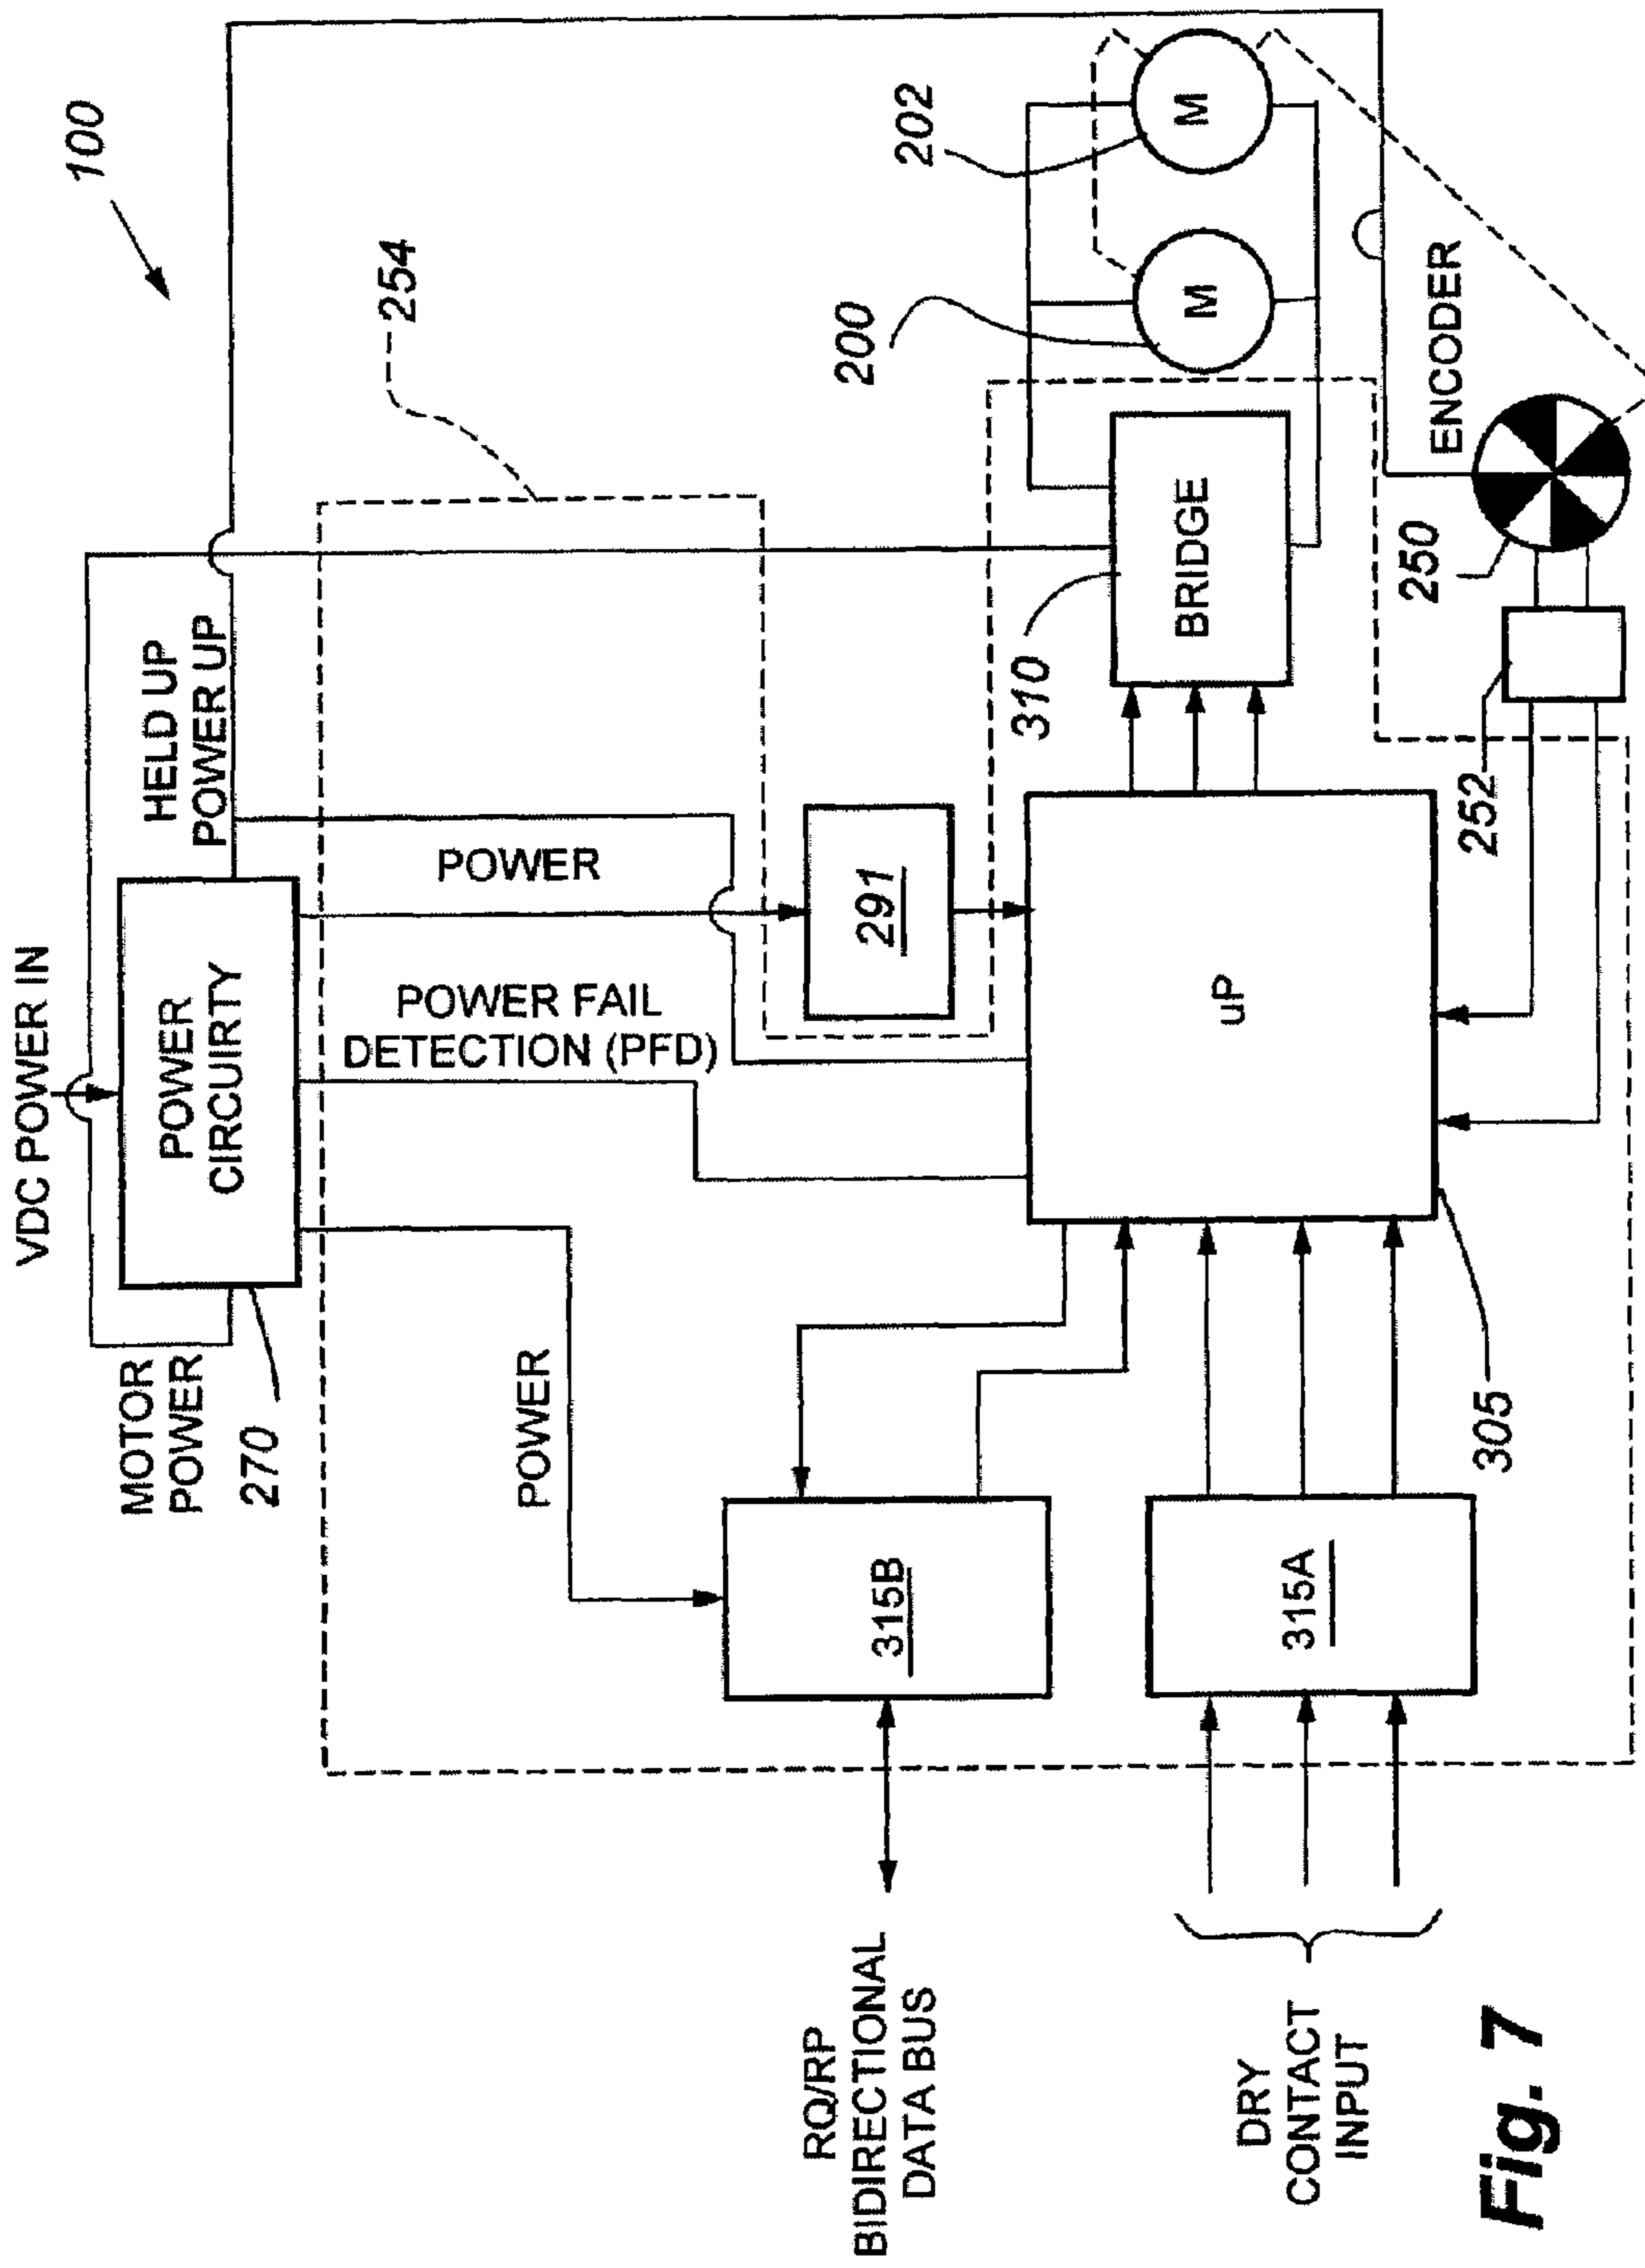 100
VDC POWER IN
HELD UP
POWER UP
MOTOR
POWER
POWER
CIRCUIRTY
270
254
POWER
POWER
POWER FAIL
DETECTION (PFD)
291
202
200
M
M
310
BRIDGE
315B
uP
RQ/RP
BIDIRECTIONAL
DATA BUS
315A
DRY
CONTACT
INPUT
305
252
250
ENCODER
Fig. 7